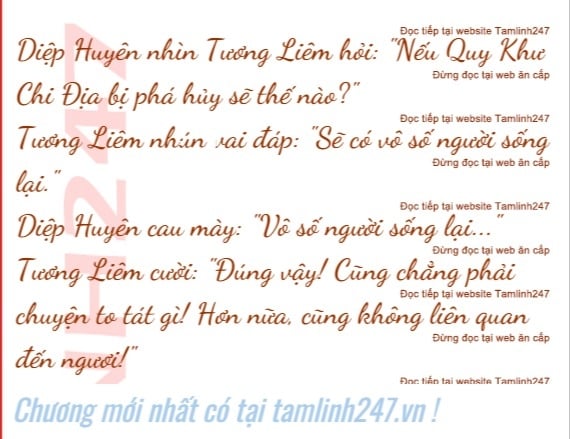 Đọc tiếp tại website Tamlinh247
Diệp Huyên nhìn Tương Liêm hỏi: "Nếu Quy Khư
Đừng đọc tại web ăn cắp
Chi Địa bị phá hủy sẽ thế nào?"
Đọc tiếp tại website Tamlinh247
Tương Liêm nhún vai đáp: "Sẽ có vô số người sống
Đừng đọc tại web ăn cắp
lại."
Đọc tiếp tại website Tamlinh247
Diệp Huyên cau mày: "Vô số người sống lại..."
Đừng đọc tại web ăn cắp
Tương Liêm cười: "Đúng vậy! Cũng chẳng phải
Đọc tiếp tại website Tamlinh247
chuyện to tát gì! Hơn nữa, cũng không liên quan
Đừng đọc tại web ăn cắp
đến ngươi!"
Đọc tiếp tại website Tamlinh247
NH247
Chương mới nhất có tại tamlinh247.vn !